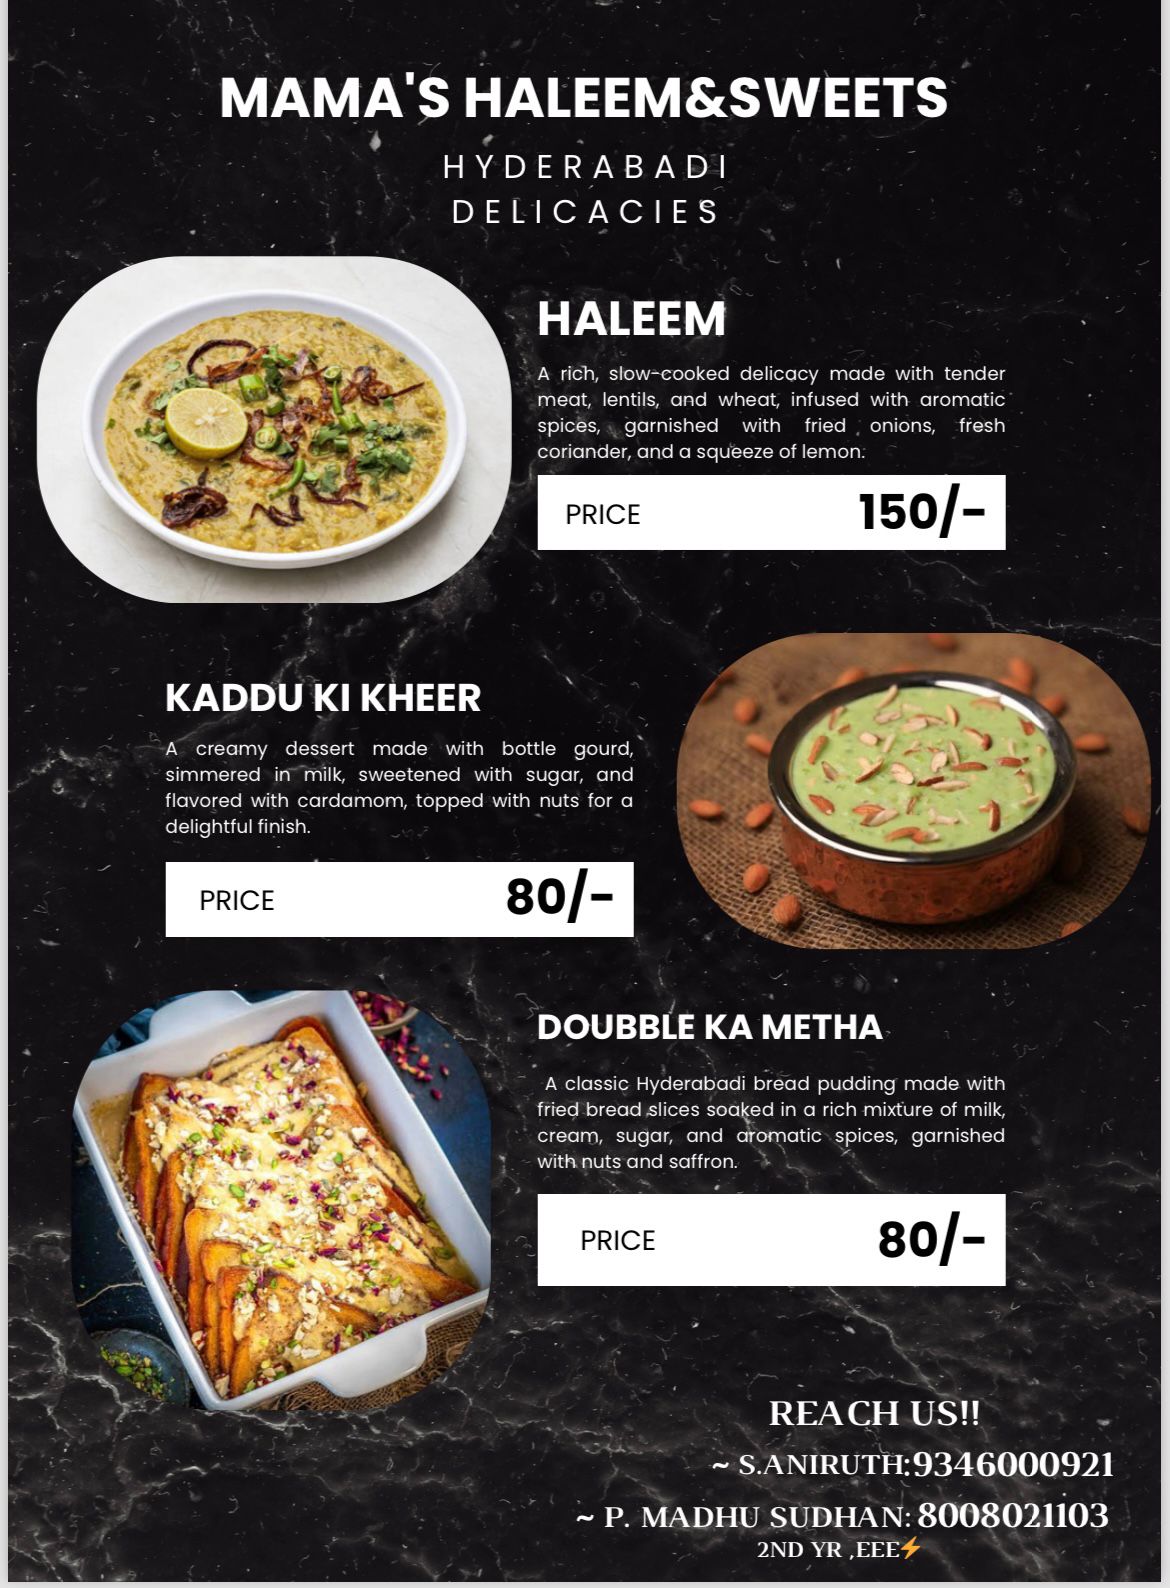 MAMA'S HALEEM&SWEETS
HYDERABADI
DELICACIES
HALEEM
A rich, slow-cooked delicacy made with tender
meat, lentils, and wheat, infused with aromatic
spices, garnished with fried onions, fresh
coriander, and a squeeze of lemon.
PRICE 150/-
KADDU KI KHEER
A creamy dessert made with bottle gourd,
simmered in milk, sweetened with sugar, and
flavored with cardamom, topped with nuts for a
delightful finish.
PRICE 80/-
DOUBBLE KA METHA
A classic Hyderabadi bread pudding made with
fried bread slices soaked in a rich mixture of milk,
cream, sugar, and aromatic spices, garnished
with nuts and saffron.
PRICE 80/-
REACH US!!
~ S.ANIRUTH:9346000921
~ P. MADHU SUDHAN: 8008021103
2ND YR ,EEE⚡